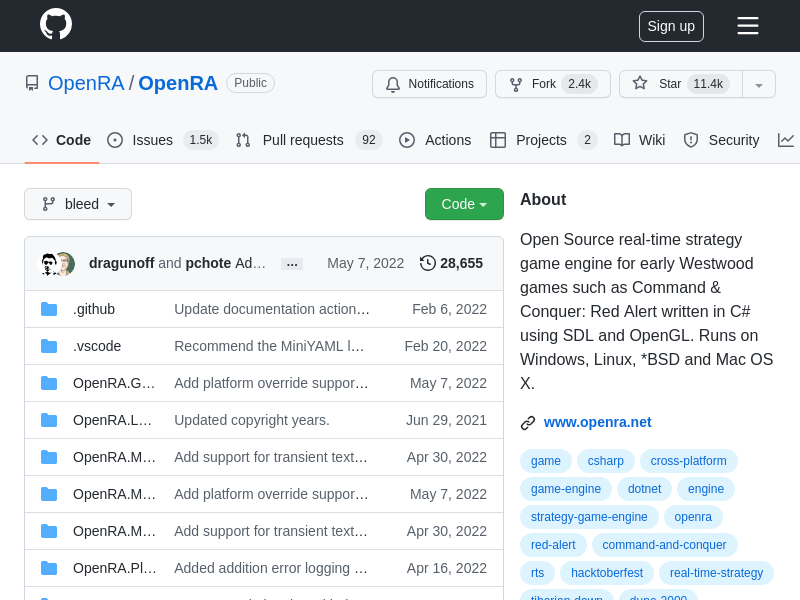 Sign up
OpenRA / OpenRA Public
Notifications Fork 2.4k Star 11.4k
Code Issues 1.5k Pull requests 92 Actions Projects 2 Wiki Security
bleed Code
dragunoff and pchote Ad… … May 7, 2022 28,655
.github Update documentation action… Feb 6, 2022
.vscode Recommend the MiniYAML l… Feb 20, 2022
OpenRA.G… Add platform override suppor… May 7, 2022
OpenRA.L… Updated copyright years. Jun 29, 2021
OpenRA.M… Add support for transient text… Apr 30, 2022
OpenRA.M… Add platform override suppor… May 7, 2022
OpenRA.M… Add support for transient text… Apr 30, 2022
OpenRA.Pl… Added addition error logging … Apr 16, 2022
About
Open Source real-time strategy
game engine for early Westwood
games such as Command &
Conquer: Red Alert written in C#
using SDL and OpenGL. Runs on
Windows, Linux, *BSD and Mac OS
X.
www.openra.net
game csharp cross-platform
game-engine dotnet engine
strategy-game-engine openra
red-alert command-and-conquer
rts hacktoberfest real-time-strategy
tiberian-dawn dune-2000